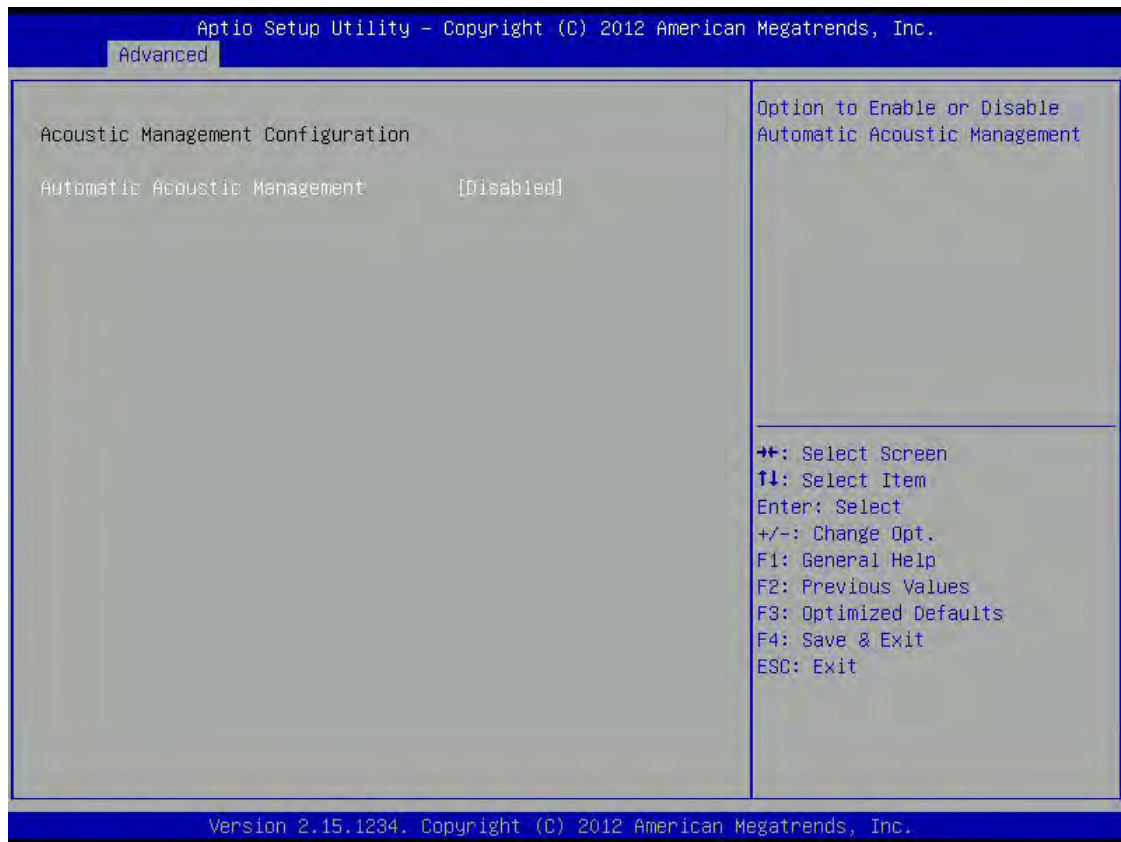 Aptio Setup Utility – Copyright (C) 2012 American Megatrends, Inc.
Advanced
Acoustic Management Configuration
Automatic Acoustic Management [Disabled]
Option to Enable or Disable
Automatic Acoustic Management
→←: Select Screen
↑↓: Select Item
Enter: Select
+/-: Change Opt.
F1: General Help
F2: Previous Values
F3: Optimized Defaults
F4: Save & Exit
ESC: Exit
Version 2.15.1234. Copyright (C) 2012 American Megatrends, Inc.